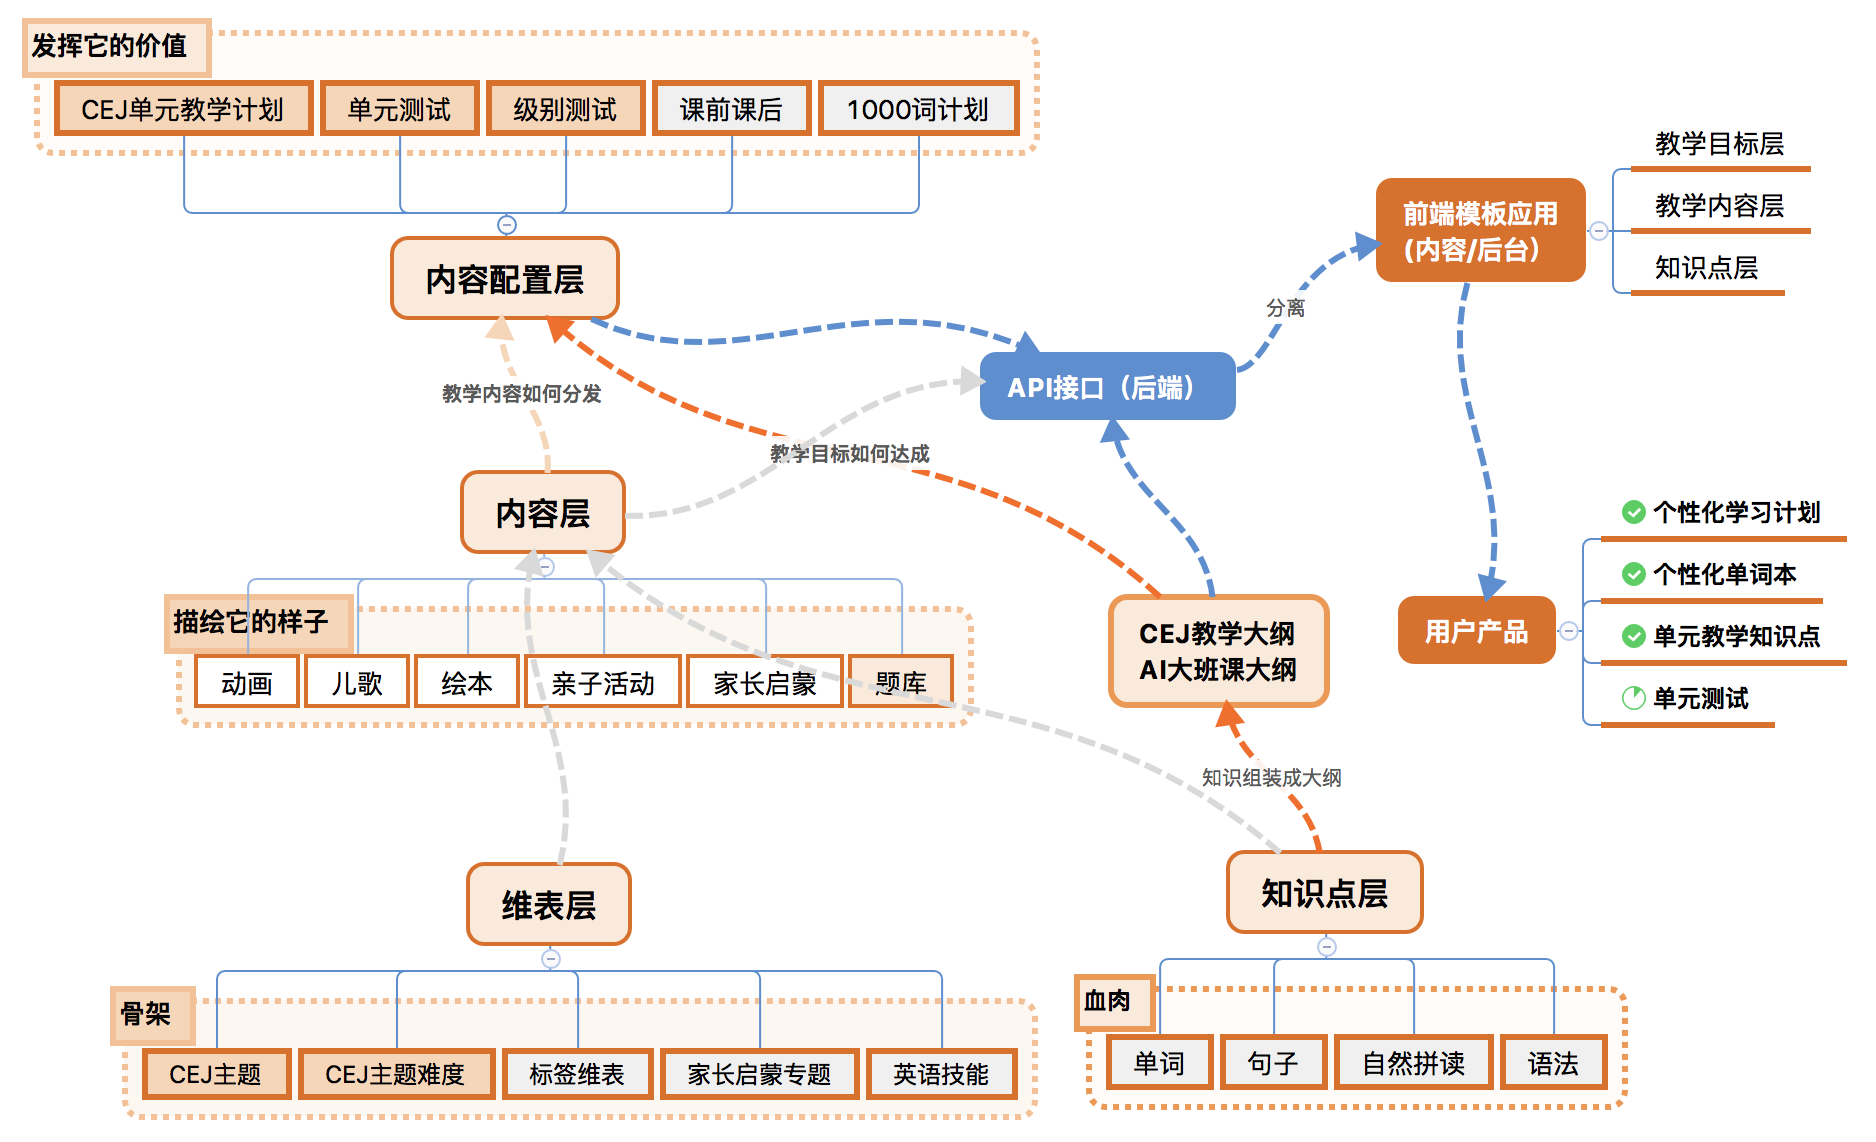 发挥它的价值
CEJ单元教学计划
单元测试
级别测试
课前课后
1000词计划
内容配置层
教学目标层
教学内容层
知识点层
前端模板应用
(内容/后台）
分离
API接口（后端）
教学内容如何分发
教学目标如何达成
内容层
描绘它的样子
动画
儿歌
绘本
亲子活动
家长启蒙
题库
CEJ教学大纲
AI大班课大纲
用户产品
个性化学习计划
个性化单词本
单元教学知识点
单元测试
知识组装成大纲
维表层
知识点层
骨架
CEJ主题
CEJ主题难度
标签维表
家长启蒙专题
英语技能
血肉
单词
句子
自然拼读
语法